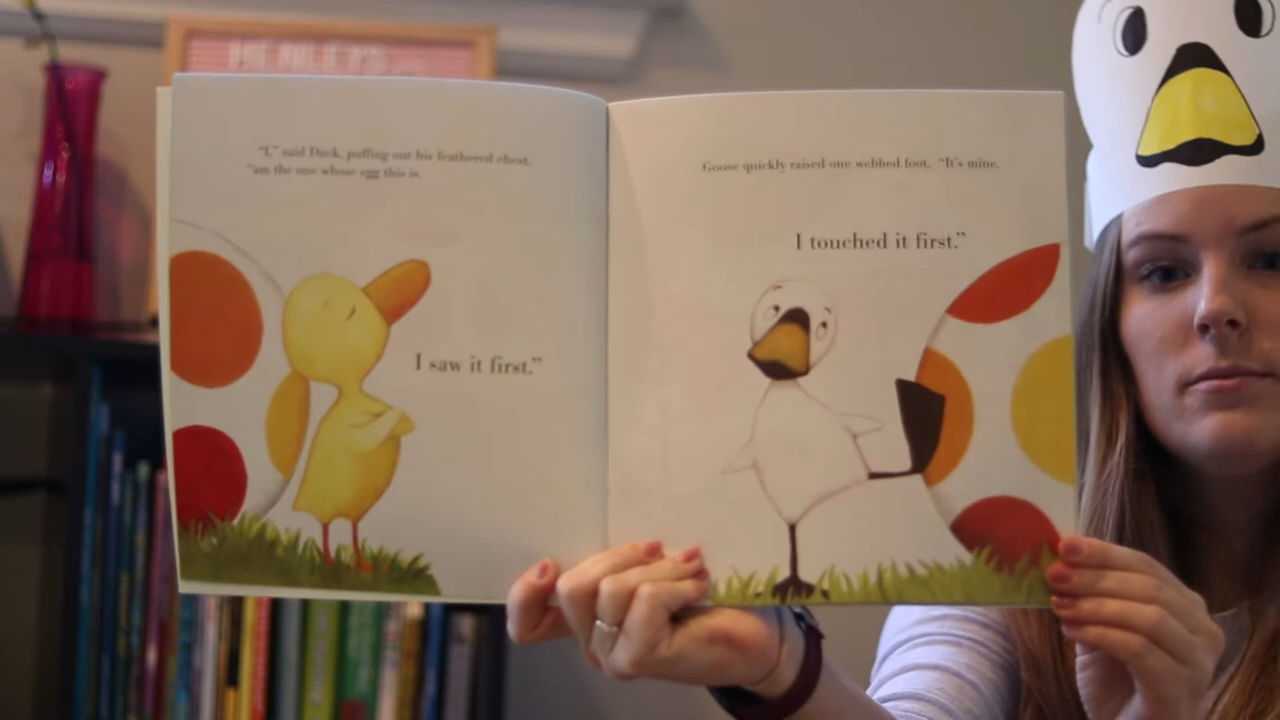 HENLEYS
"I," said Duck, puffing out his feathered chest,
"am the one whose egg this is.
I saw it first."
Goose quickly raised one webbed foot. "It's mine.
I touched it first."